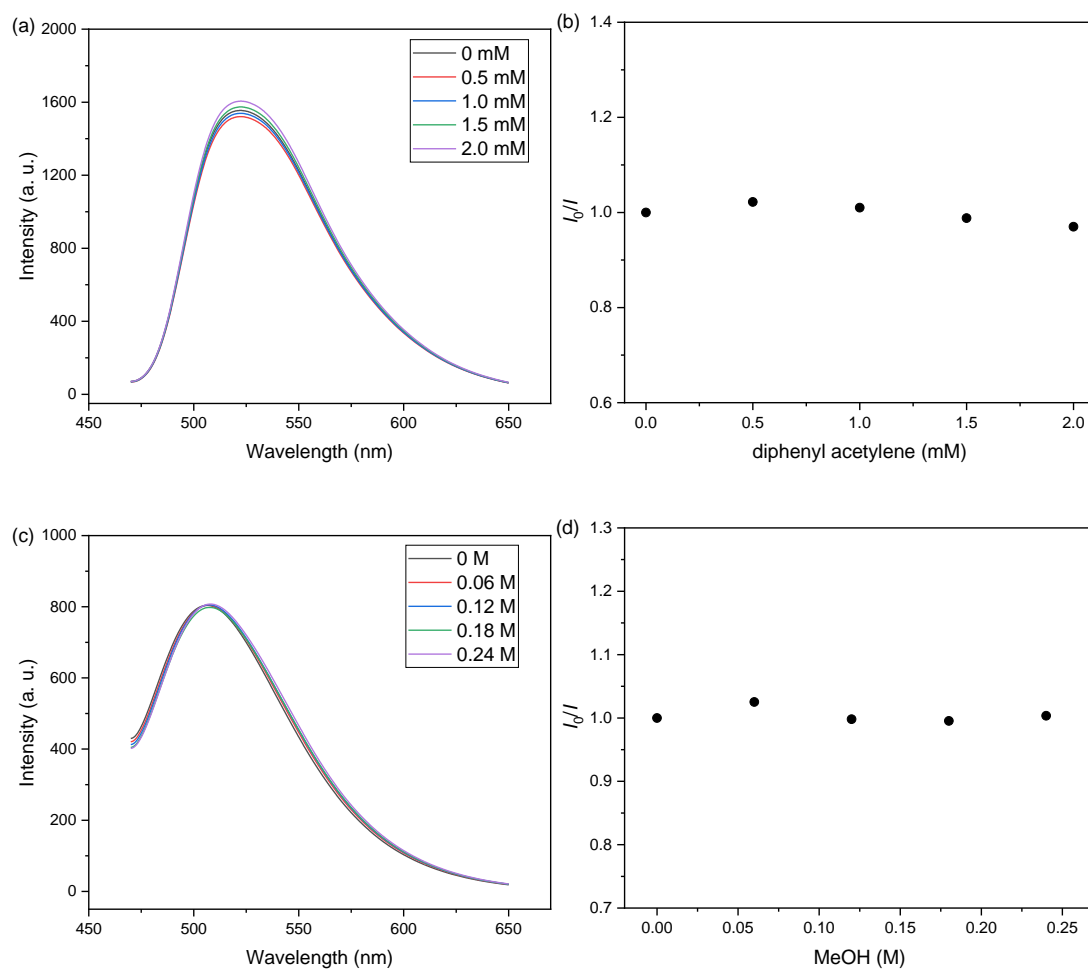 (a)
2000
1600
1200
800
400
0
Intensity (a. u.)
450 500 550 600 650
Wavelength (nm)
0 mM
0.5 mM
1.0 mM
1.5 mM
2.0 mM
(b)
1.4
1.2
1.0
0.8
0.6
I0/I
0.0 0.5 1.0 1.5 2.0
diphenyl acetylene (mM)
(c)
1000
800
600
400
200
0
Intensity (a. u.)
450 500 550 600 650
Wavelength (nm)
0 M
0.06 M
0.12 M
0.18 M
0.24 M
(d)
1.3
1.2
1.1
1.0
0.9
0.8
0.7
I0/I
0.00 0.05 0.10 0.15 0.20 0.25
MeOH (M)